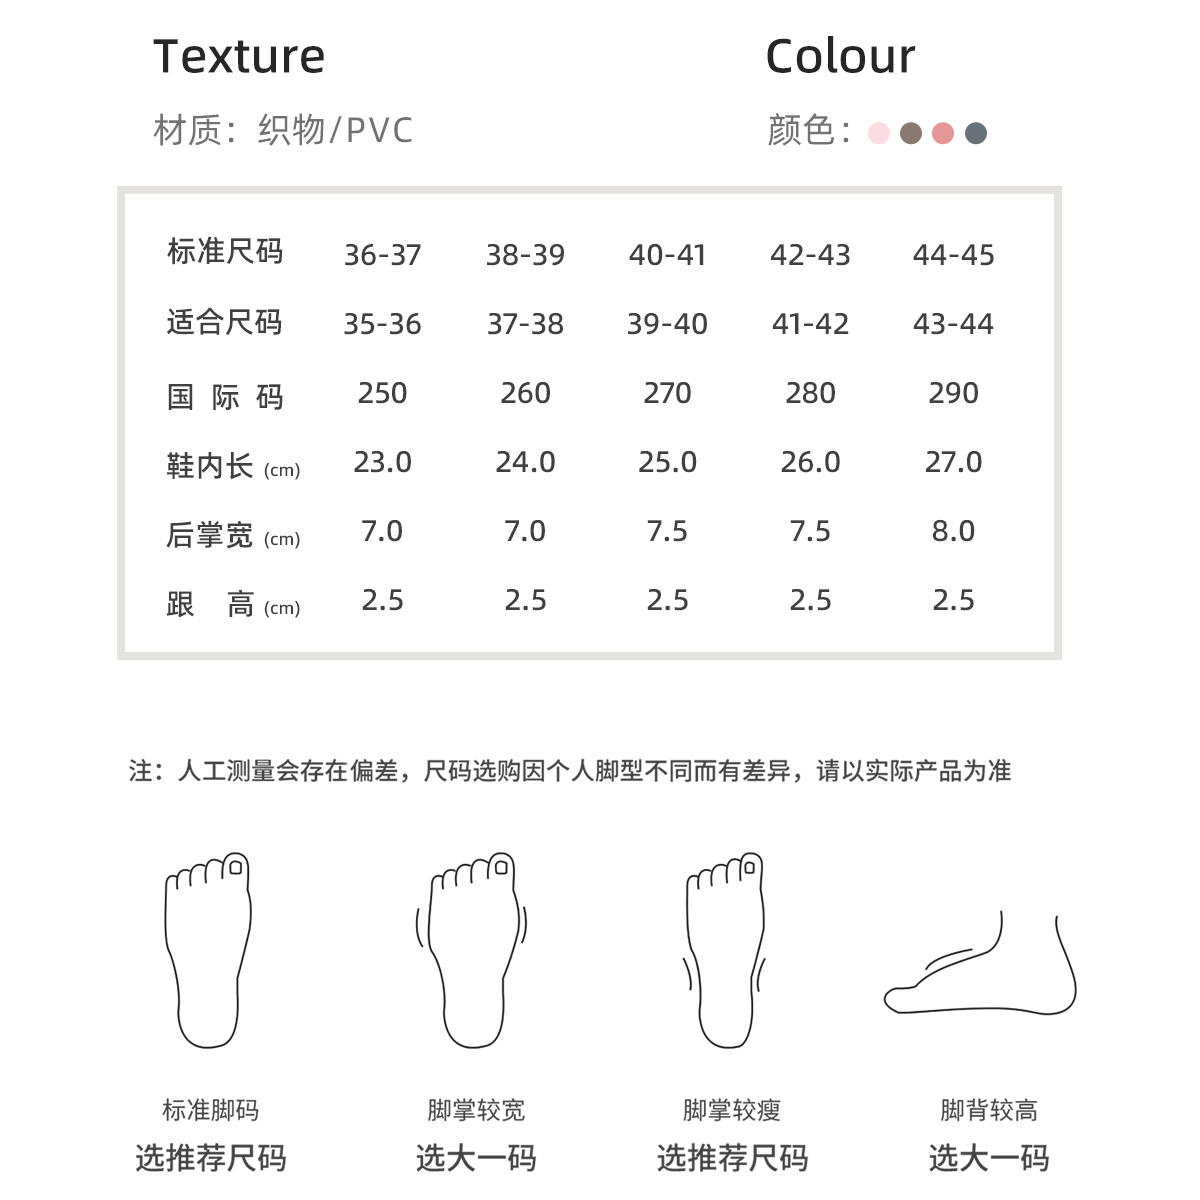 Texture Colour
材质：织物/PVC 颜色：
标准尺码 36-37 38-39 40-41 42-43 44-45
适合尺码 35-36 37-38 39-40 41-42 43-44
国 际 码 250 260 270 280 290
鞋内长 (cm) 23.0 24.0 25.0 26.0 27.0
后掌宽 (cm) 7.0 7.0 7.5 7.5 8.0
跟 高 (cm) 2.5 2.5 2.5 2.5 2.5
注：人工测量会存在偏差，尺码选购因个人脚型不同而有差异，请以实际产品为准
标准脚码 脚掌较宽 脚掌较瘦 脚背较高
选推荐尺码 选大一码 选推荐尺码 选大一码